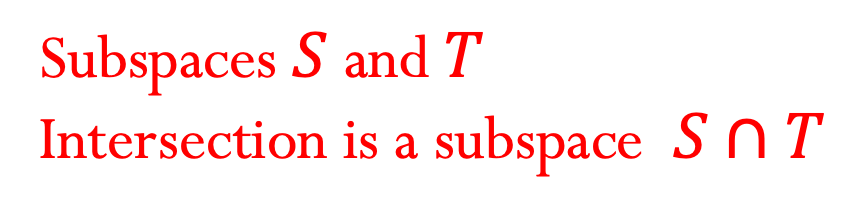 Subspaces S and T
Intersection is a subspace S ∩ T